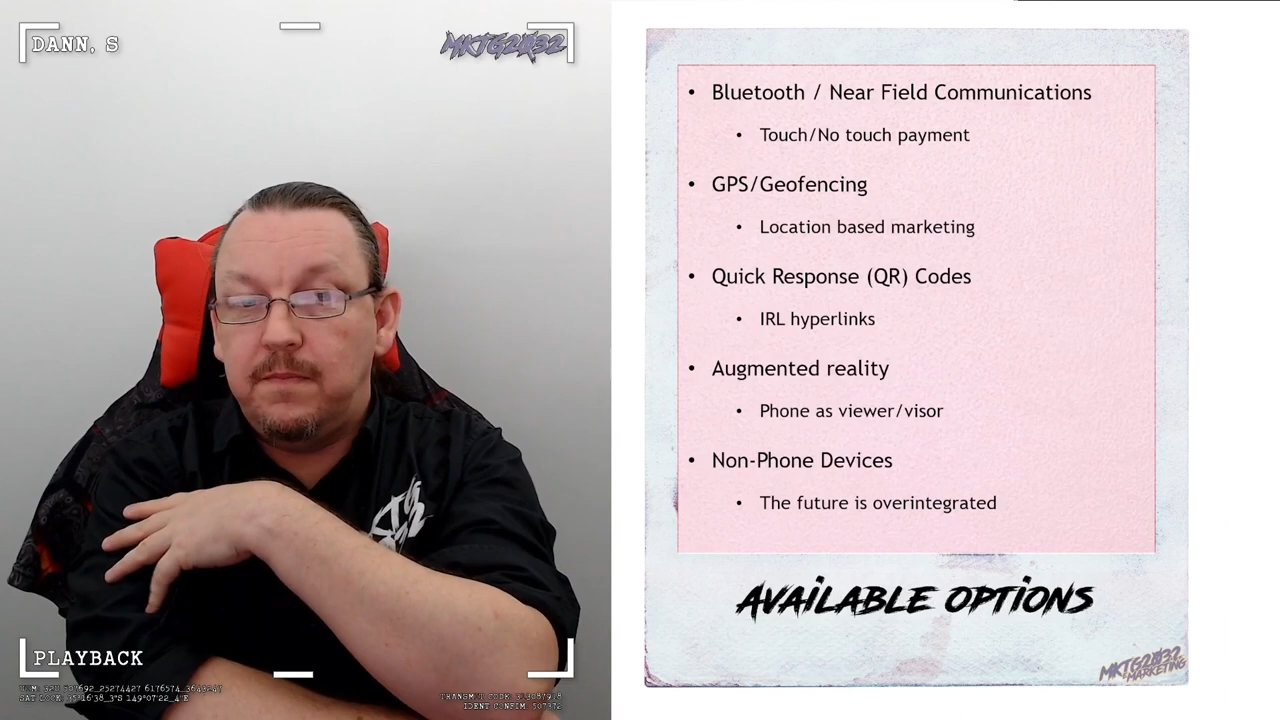 DANN, S
MKTG2032
PLAYBACK
• Bluetooth / Near Field Communications
• Touch/No touch payment
• GPS/Geofencing
• Location based marketing
• Quick Response (QR) Codes
• IRL hyperlinks
• Augmented reality
• Phone as viewer/visor
• Non-Phone Devices
• The future is overintegrated
AVAILABLE OPTIONS
MKTG2032
MARKETING